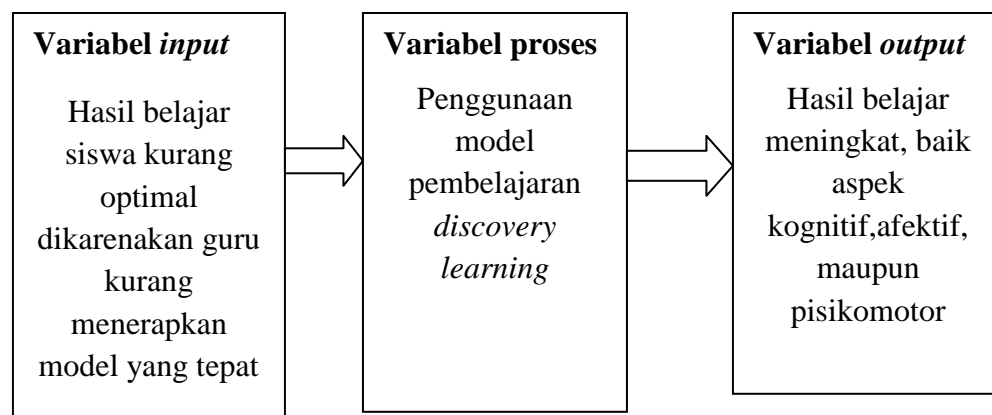 Variabel input
Hasil belajar
siswa kurang
optimal
dikarenakan guru
kurang
menerapkan
model yang tepat
Variabel proses
Penggunaan
model
pembelajaran
discovery
learning
Variabel output
Hasil belajar
meningkat, baik
aspek
kognitif,afektif,
maupun
pisikomotor